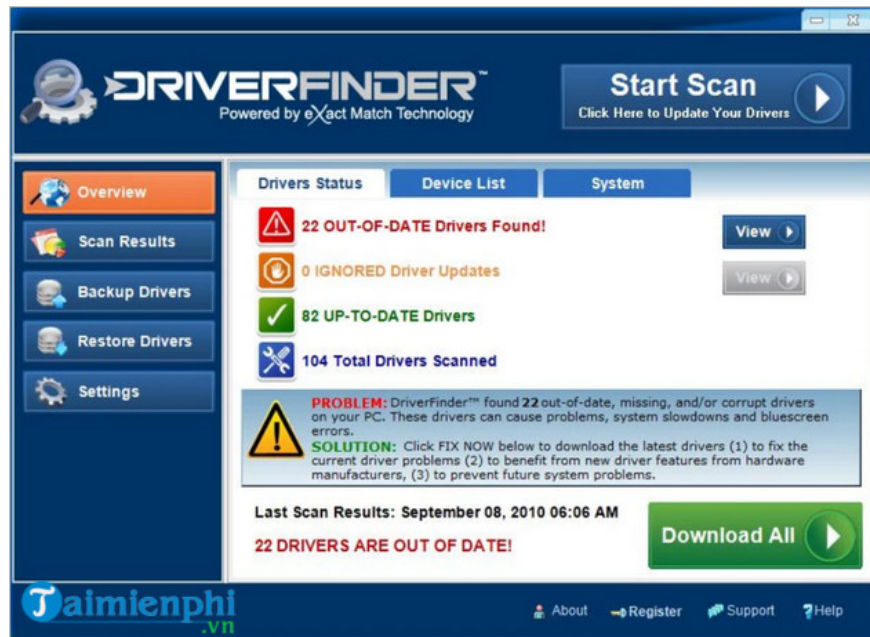 DRIVERFINDER™
Powered by eXact Match Technology
Start Scan
Click Here to Update Your Drivers
Overview
Scan Results
Backup Drivers
Restore Drivers
Settings
Drivers Status
Device List
System
22 OUT-OF-DATE Drivers Found!
View
0 IGNORED Driver Updates
View
82 UP-TO-DATE Drivers
104 Total Drivers Scanned
PROBLEM: DriverFinder™ found 22 out-of-date, missing, and/or corrupt drivers
on your PC. These drivers can cause problems, system slowdowns and bluescreen
errors.
SOLUTION: Click FIX NOW below to download the latest drivers (1) to fix the
current driver problems (2) to benefit from new driver features from hardware
manufacturers, (3) to prevent future system problems.
Last Scan Results: September 08, 2010 06:06 AM
22 DRIVERS ARE OUT OF DATE!
Download All
Taimienphi
.vn
About
Register
Support
Help